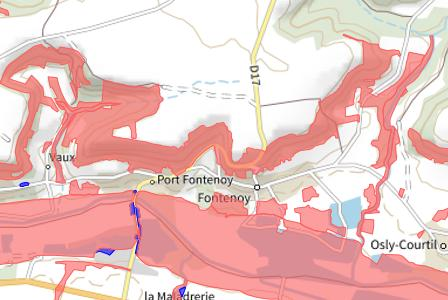 D17
Vaux
Port Fontenoy
Fontenoy
Osly-Courtil
la Maladrerie